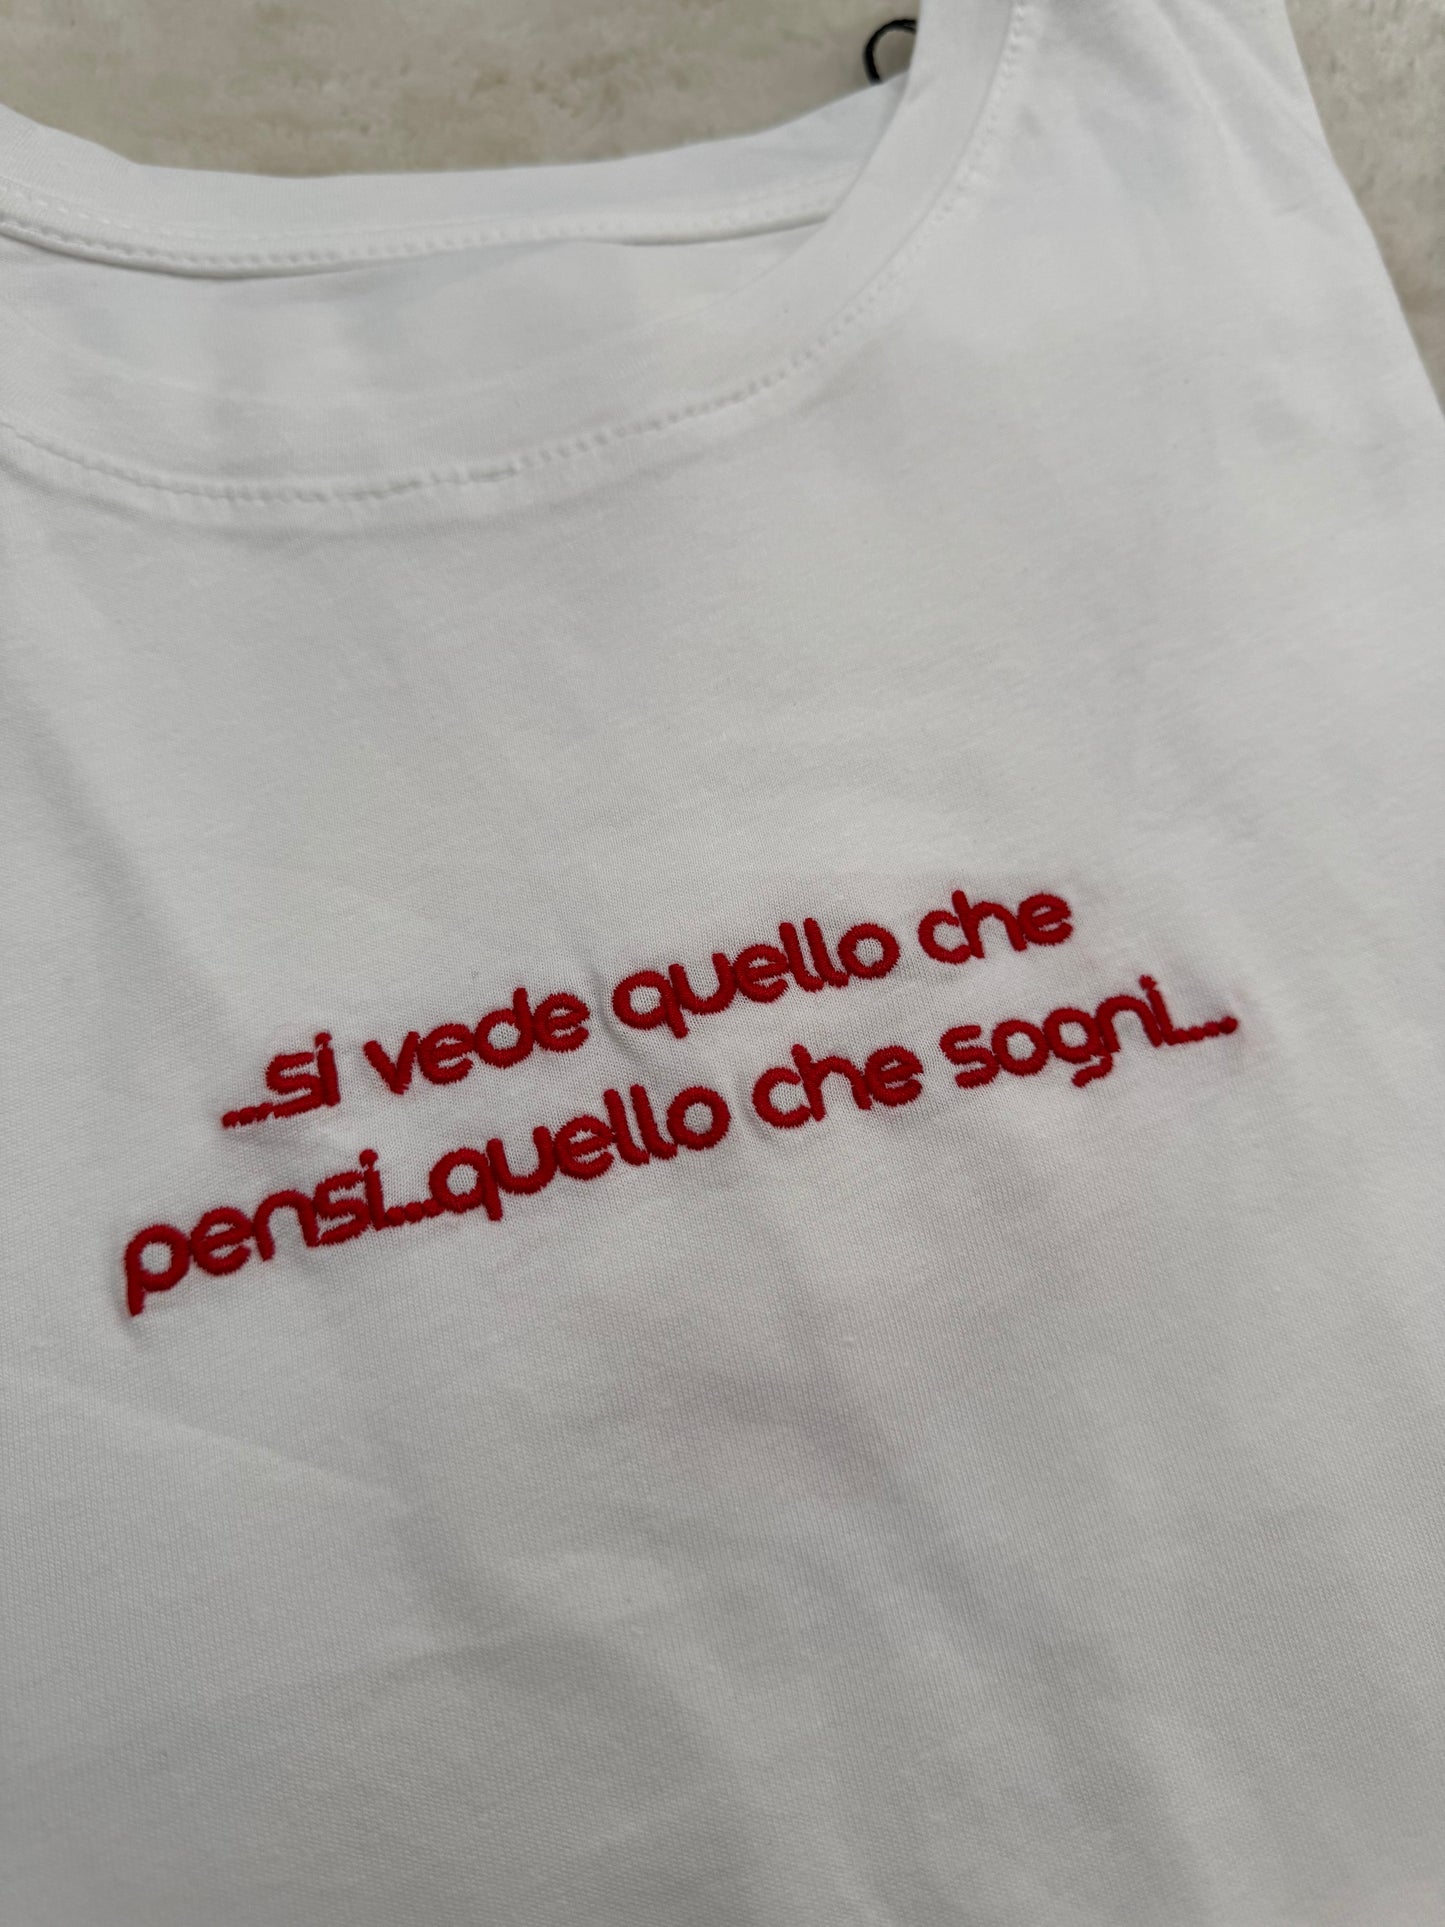 ...si vede quello che
pensi...quello che sogni...